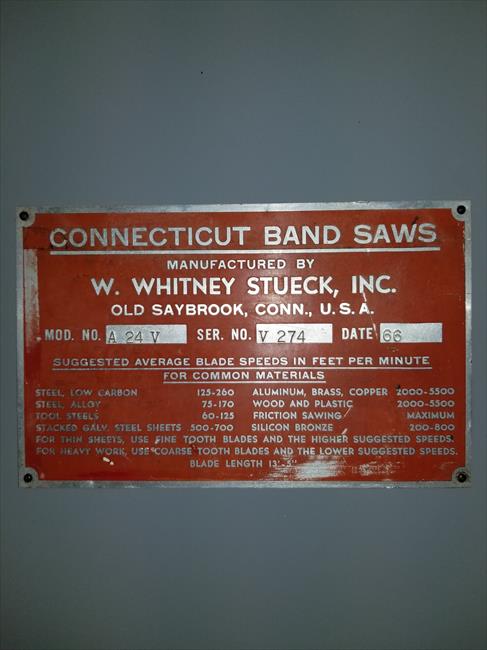 CONNECTICUT BAND SAWS
MANUFACTURED BY
W. WHITNEY STUECK, INC.
OLD SAYBROOK, CONN., U.S.A.
MOD. NO. A 24 V SER. NO. V 274 DATE 66
SUGGESTED AVERAGE BLADE SPEEDS IN FEET PER MINUTE
FOR COMMON MATERIALS
STEEL, LOW CARBON 125-260 ALUMINUM, BRASS, COPPER 2000-5500
STEEL, ALLOY 75-170 WOOD AND PLASTIC 2000-5500
TOOL STEELS 60-125 FRICTION SAWING MAXIMUM
STACKED GALV. STEEL SHEETS 500-700 SILICON BRONZE 200-800
FOR THIN SHEETS, USE FINE TOOTH BLADES AND THE HIGHER SUGGESTED SPEEDS.
FOR HEAVY WORK, USE COARSE TOOTH BLADES AND THE LOWER SUGGESTED SPEEDS.
BLADE LENGTH 13'-5"